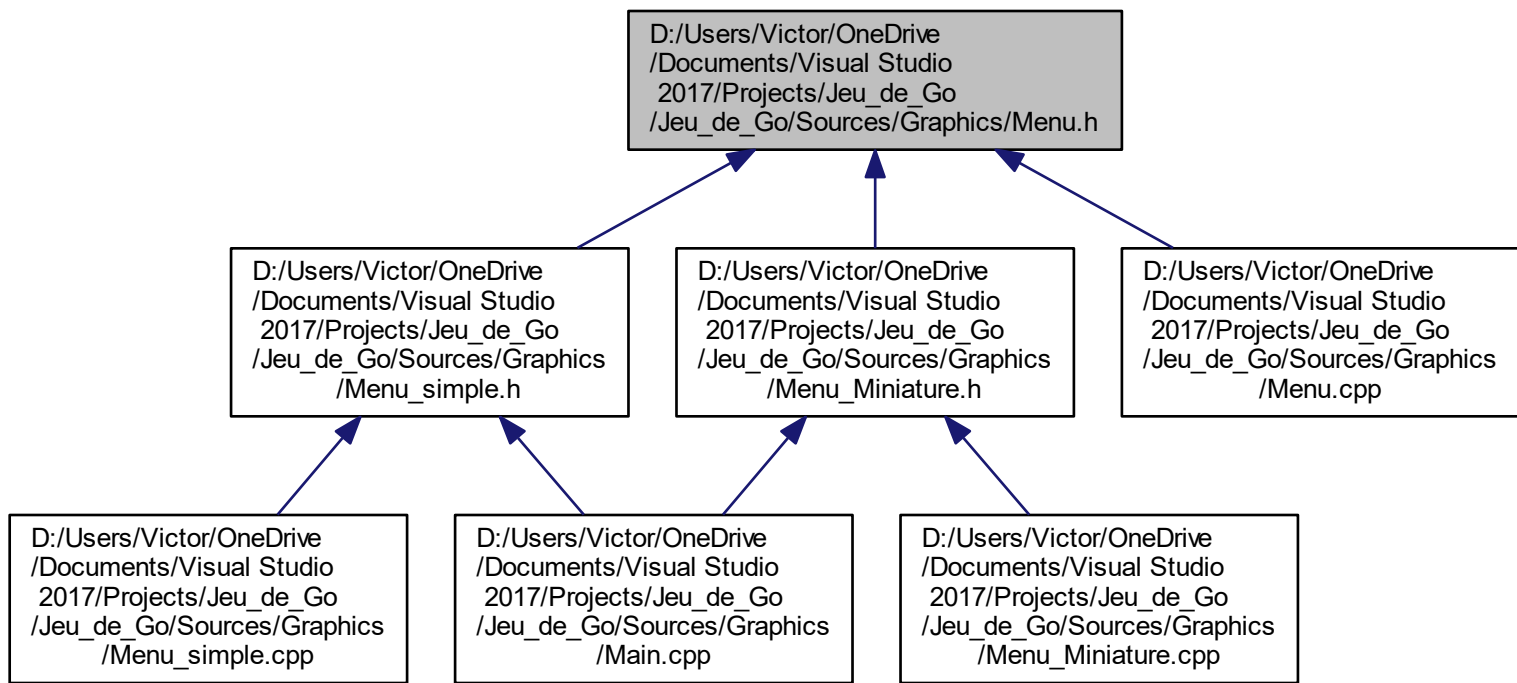 D:/Users/Victor/OneDrive
/Documents/Visual Studio
2017/Projects/Jeu_de_Go
/Jeu_de_Go/Sources/Graphics/Menu.h
D:/Users/Victor/OneDrive
/Documents/Visual Studio
2017/Projects/Jeu_de_Go
/Jeu_de_Go/Sources/Graphics
/Menu_simple.h
D:/Users/Victor/OneDrive
/Documents/Visual Studio
2017/Projects/Jeu_de_Go
/Jeu_de_Go/Sources/Graphics
/Menu_Miniature.h
D:/Users/Victor/OneDrive
/Documents/Visual Studio
2017/Projects/Jeu_de_Go
/Jeu_de_Go/Sources/Graphics
/Menu.cpp
D:/Users/Victor/OneDrive
/Documents/Visual Studio
2017/Projects/Jeu_de_Go
/Jeu_de_Go/Sources/Graphics
/Menu_simple.cpp
D:/Users/Victor/OneDrive
/Documents/Visual Studio
2017/Projects/Jeu_de_Go
/Jeu_de_Go/Sources/Graphics
/Main.cpp
D:/Users/Victor/OneDrive
/Documents/Visual Studio
2017/Projects/Jeu_de_Go
/Jeu_de_Go/Sources/Graphics
/Menu_Miniature.cpp